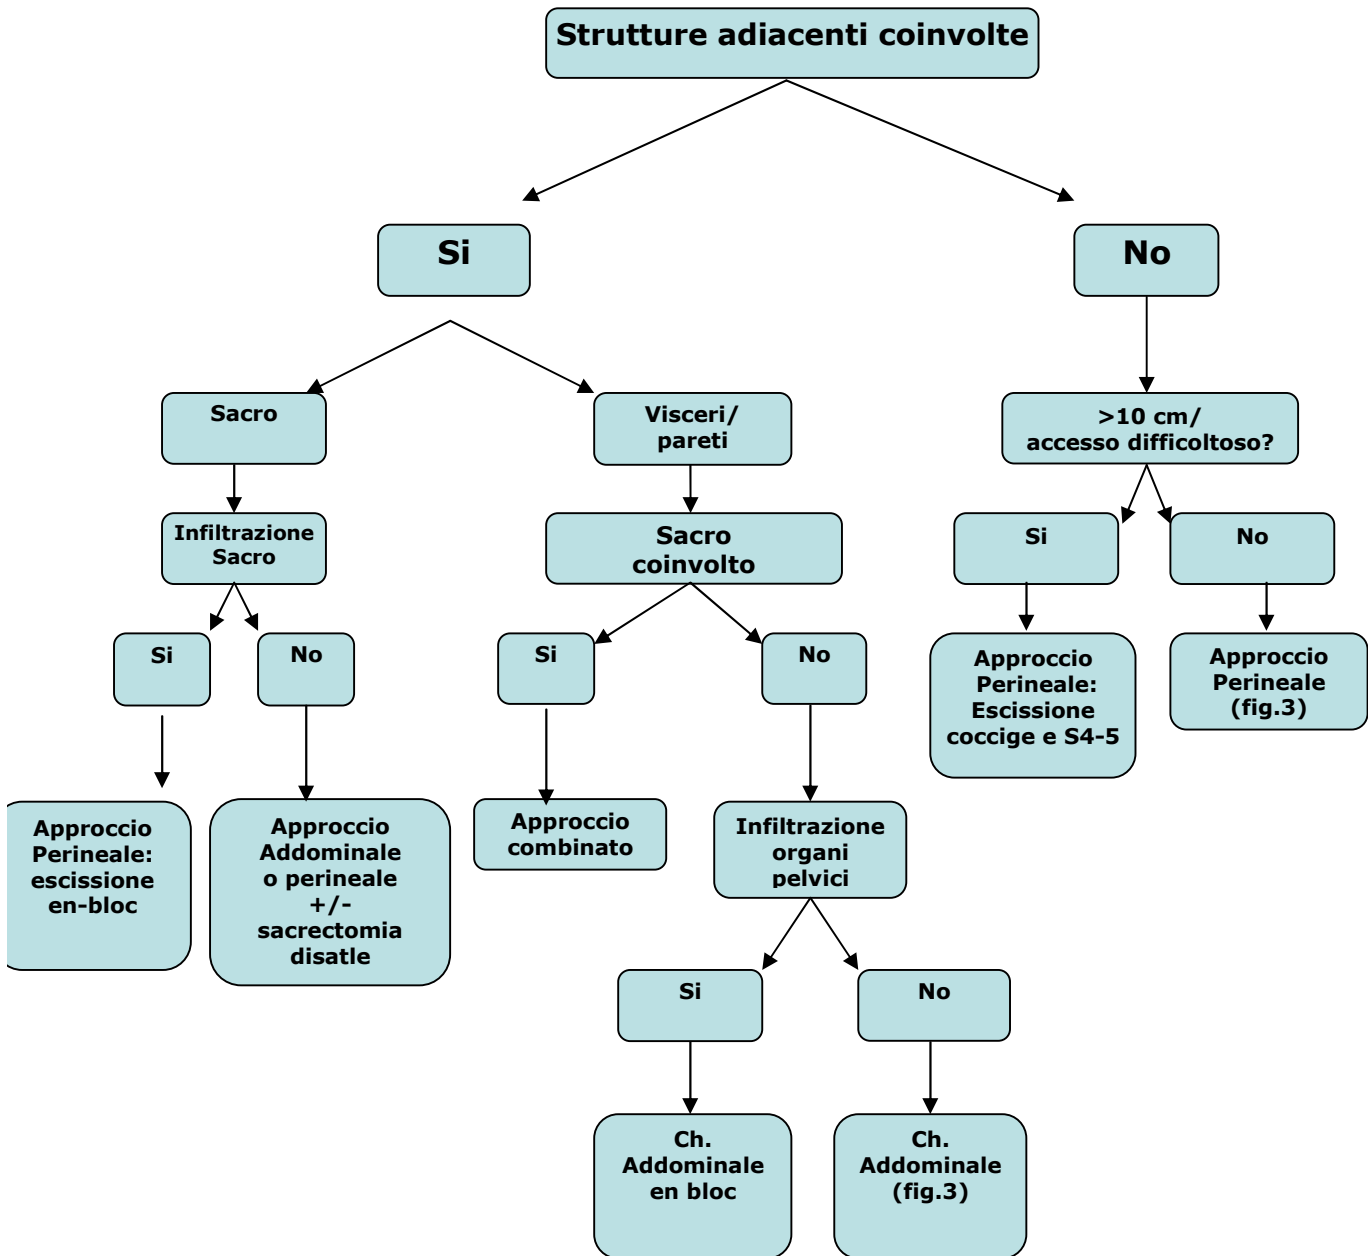 Strutture adiacenti coinvolte
Si
No
Sacro
Visceri/
pareti
>10 cm/
accesso difficoltoso?
Infiltrazione
Sacro
Sacro
coinvolto
Si
No
Si
No
Si
No
Approccio
Perineale:
Escissione
coccige e S4-5
Approccio
Perineale
(fig.3)
Approccio
Perineale:
escissione
en-bloc
Approccio
Addominale
o perineale
+/-
sacrectomia
disatle
Approccio
combinato
Infiltrazione
organi
pelvici
Si
No
Ch.
Addominale
en bloc
Ch.
Addominale
(fig.3)